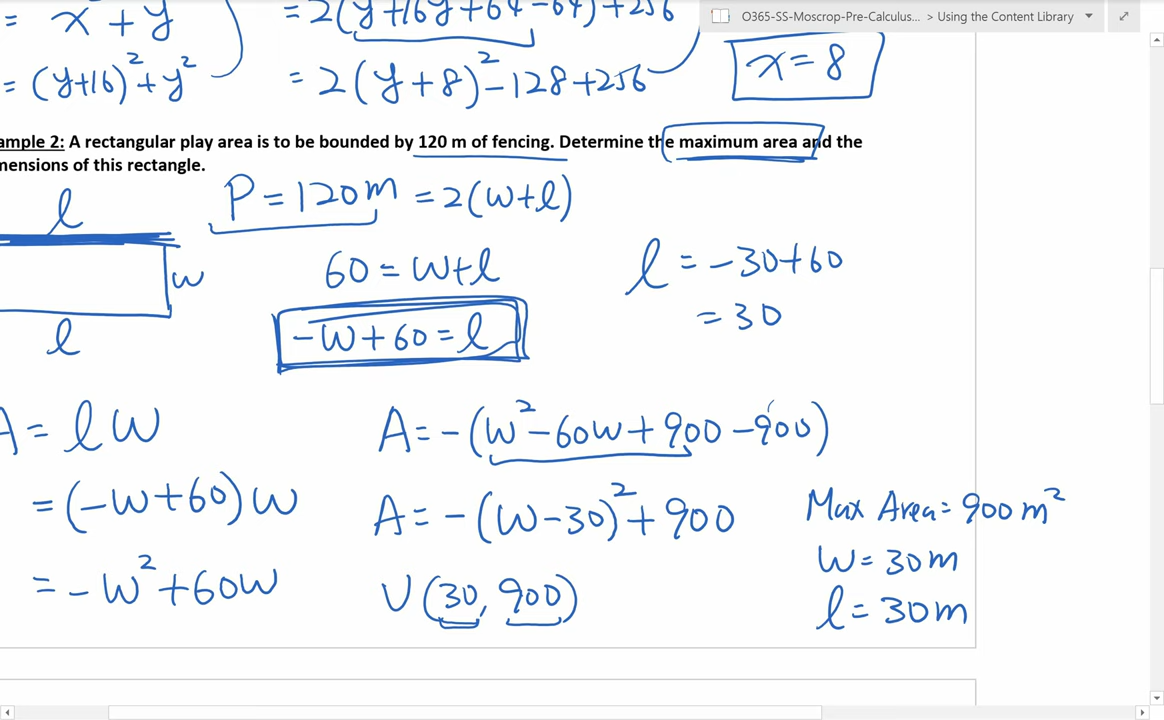 O365-SS-Moscrop-Pre-Calculus... > Using the Content Library
= x² + y
= 2(y²+16y+64-64)+256
= (y+16)²+y²
= 2(y+8)²-128+256
x = 8
ample 2: A rectangular play area is to be bounded by 120 m of fencing. Determine the maximum area and the
mensions of this rectangle.
l
P = 120m = 2(w+l)
w
60 = w+l
l = -30+60
= 30
-w+60 = l
l
A = lw
A = -(w²-60w+900-900)
= (-w+60)w
A = -(w-30)²+900
Max Area = 900m²
w = 30m
= -w²+60w
V(30, 900)
l = 30m